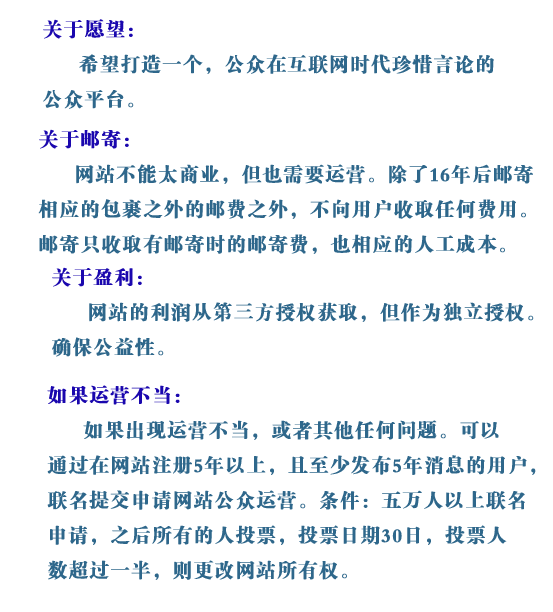 关于愿望：
希望打造一个，公众在互联网时代珍惜言论的
公众平台。
关于邮寄：
网站不能太商业，但也需要运营。除了16年后邮寄
相应的包裹之外的邮费之外，不向用户收取任何费用。
邮寄只收取有邮寄时的邮寄费，也相应的人工成本。
关于盈利：
网站的利润从第三方授权获取，但作为独立授权。
确保公益性。
如果运营不当：
如果出现运营不当，或者其他任何问题。可以
通过在网站注册5年以上，且至少发布5年消息的用户，
联名提交申请网站公众运营。条件：五万人以上联名
申请，之后所有的人投票，投票日期30日，投票人
数超过一半，则更改网站所有权。